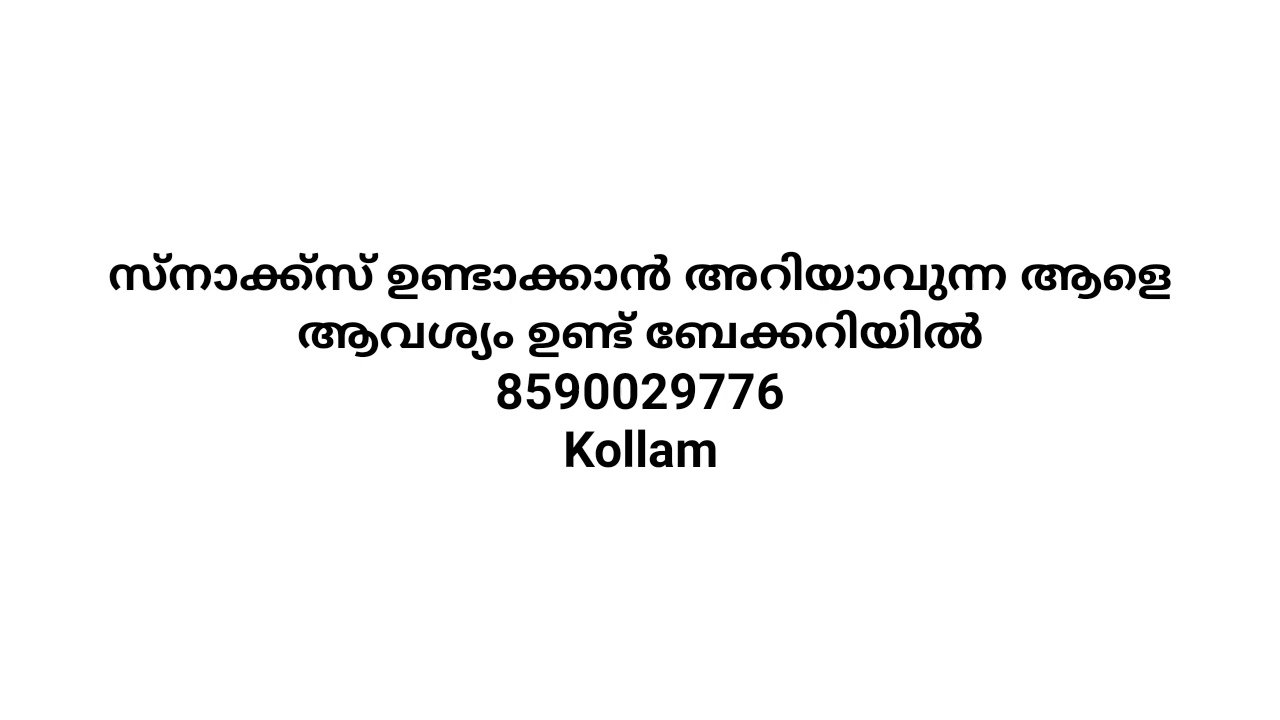 സ്നാക്ക്സ് ഉണ്ടാക്കാൻ അറിയാവുന്ന ആളെ
ആവശ്യം ഉണ്ട് ബേക്കറിയിൽ
8590029776
Kollam